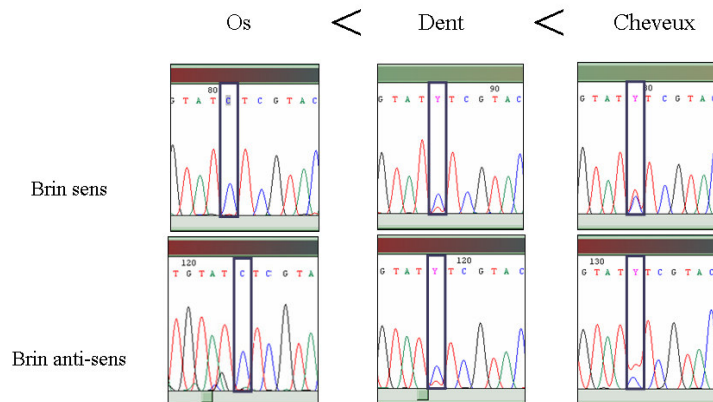 Os < Dent < Cheveux
80
G T A T C T C G T A C
90
G T A T Y T C G T A C
80
G T A T Y T C G T A C
Brin sens
120
T G T A T C T C G T A
120
G T A T Y T C G T A C
130
G T A T Y T C G T A C
Brin anti-sens